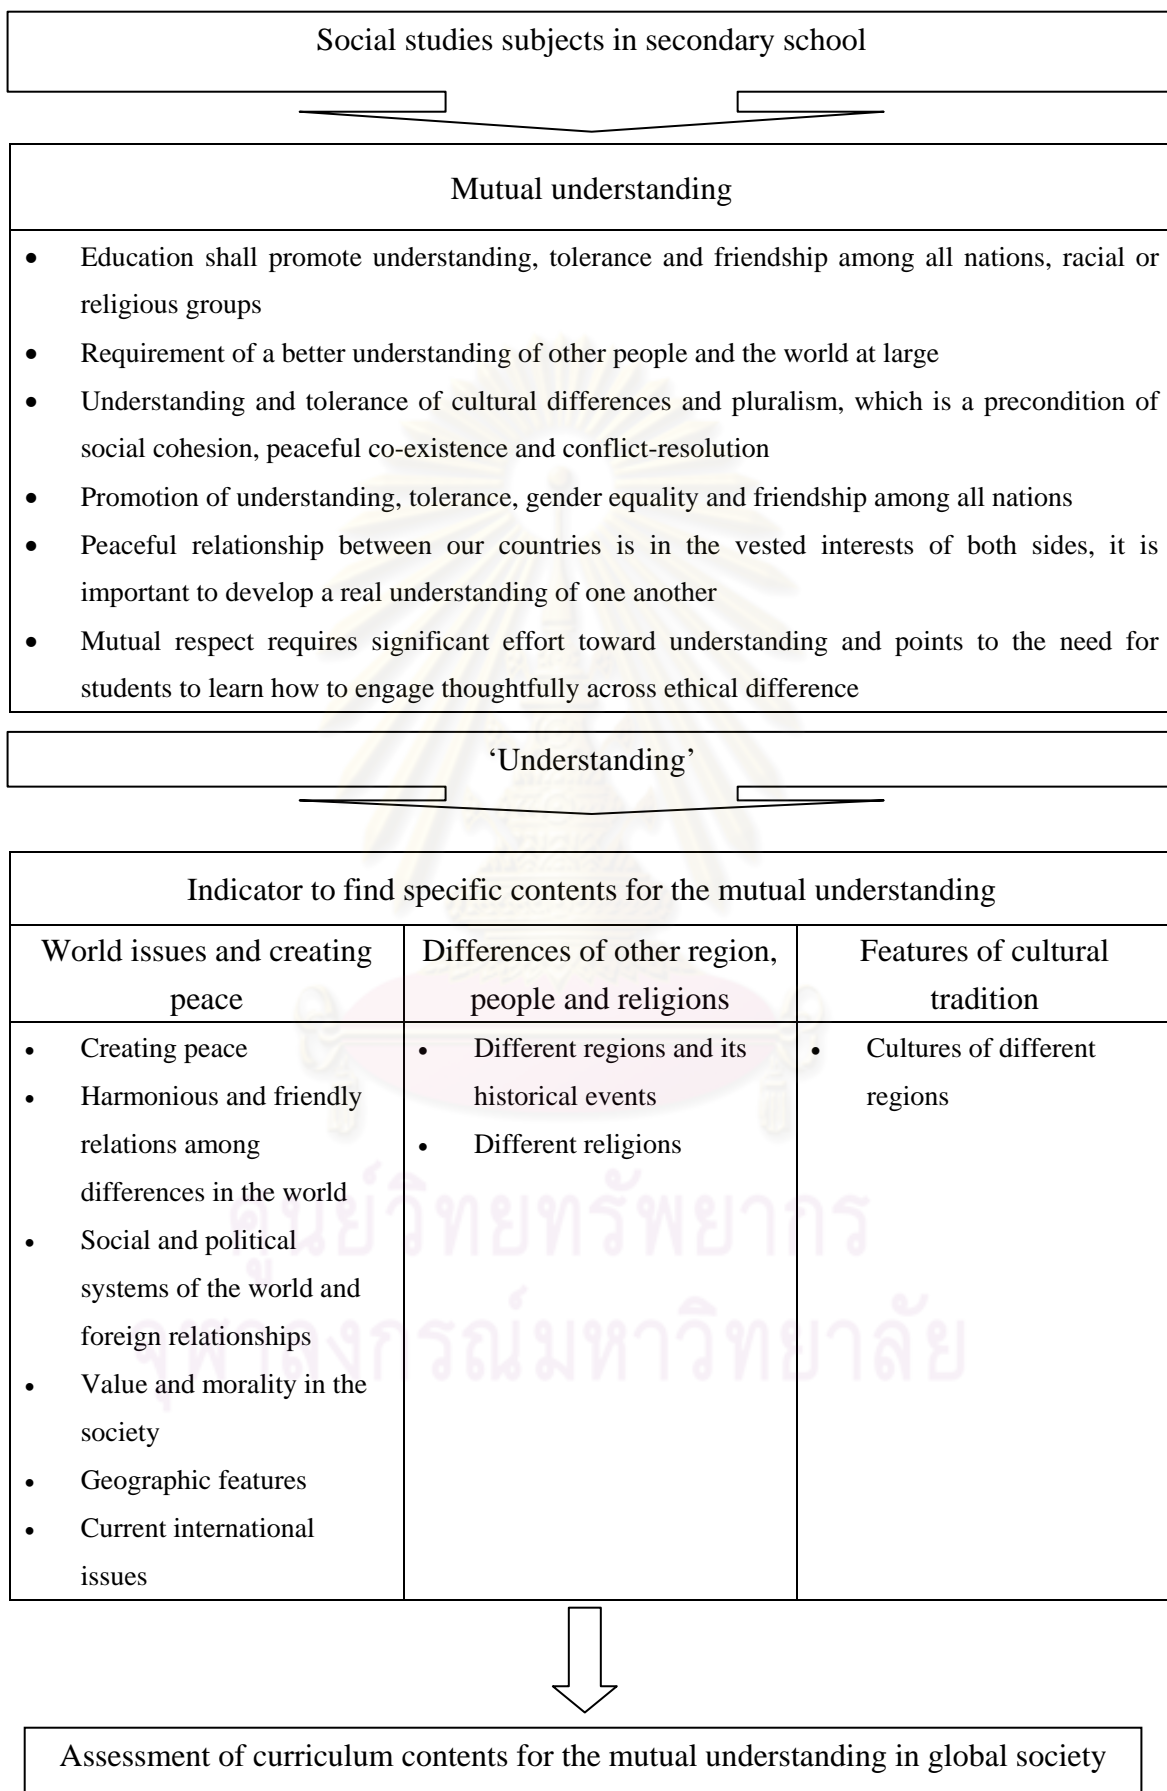 Social studies subjects in secondary school
Mutual understanding
• Education shall promote understanding, tolerance and friendship among all nations, racial or
religious groups
• Requirement of a better understanding of other people and the world at large
• Understanding and tolerance of cultural differences and pluralism, which is a precondition of
social cohesion, peaceful co-existence and conflict-resolution
• Promotion of understanding, tolerance, gender equality and friendship among all nations
• Peaceful relationship between our countries is in the vested interests of both sides, it is
important to develop a real understanding of one another
• Mutual respect requires significant effort toward understanding and points to the need for
students to learn how to engage thoughtfully across ethical difference
‘Understanding’
Indicator to find specific contents for the mutual understanding
World issues and creating
peace
• Creating peace
• Harmonious and friendly
relations among
differences in the world
• Social and political
systems of the world and
foreign relationships
• Value and morality in the
society
• Geographic features
• Current international
issues
Differences of other region,
people and religions
• Different regions and its
historical events
• Different religions
Features of cultural
tradition
• Cultures of different
regions
ศูนย์วิทยทรัพยากร
จุฬาลงกรณ์มหาวิทยาลัย
Assessment of curriculum contents for the mutual understanding in global society